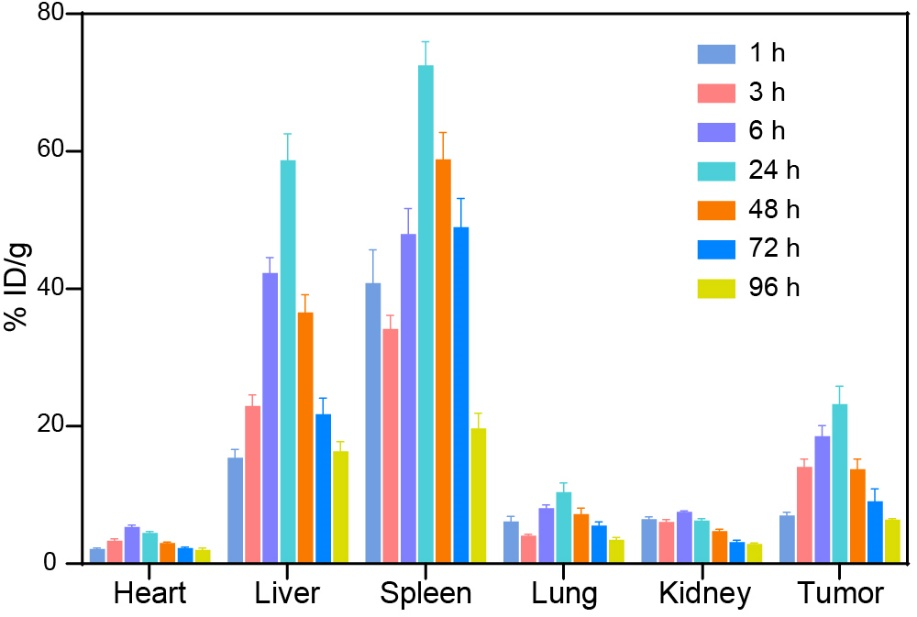 80
60
40
20
0
% ID/g
1 h
3 h
6 h
24 h
48 h
72 h
96 h
Heart Liver Spleen Lung Kidney Tumor